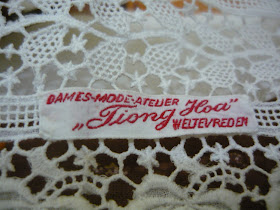 DAMES-MODE-ATELIER
„Tiong Hoa”
WELTEVREDEN